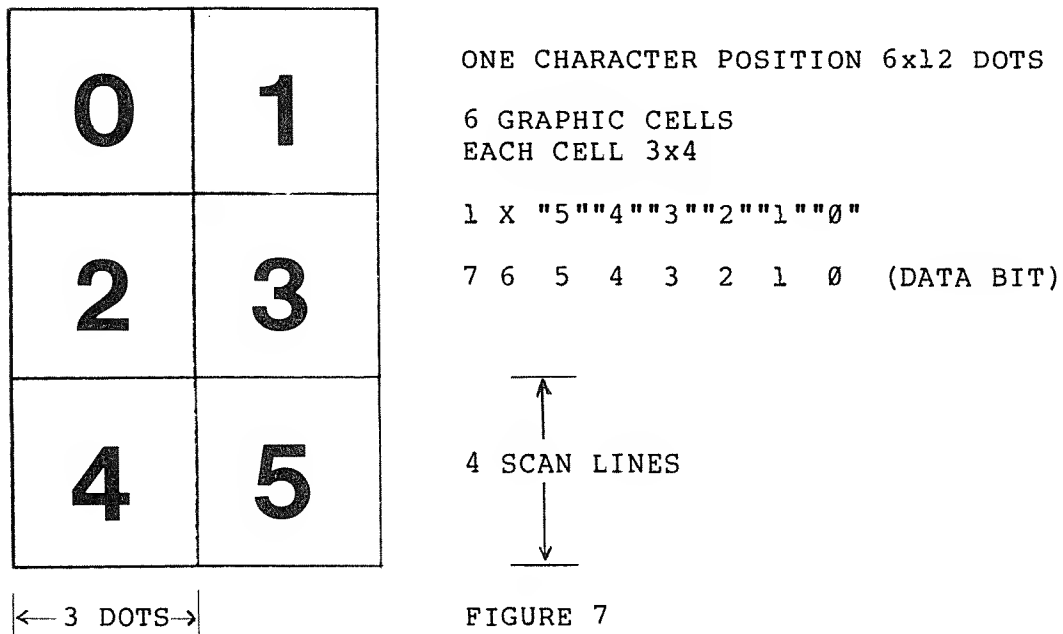 0 1
2 3
4 5
|←3 DOTS→|
ONE CHARACTER POSITION 6x12 DOTS
6 GRAPHIC CELLS
EACH CELL 3x4
1 X "5""4""3""2""1""Ø"
7 6 5 4 3 2 1 Ø (DATA BIT)
4 SCAN LINES
FIGURE 7